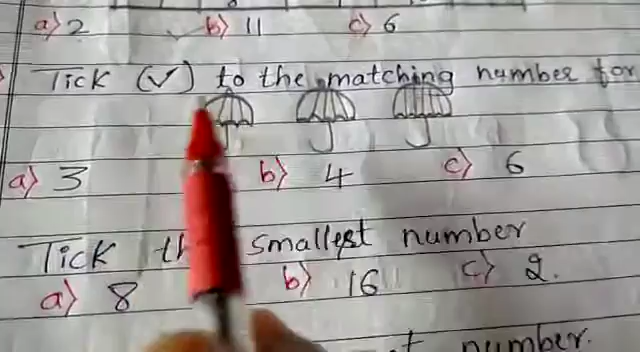 a) 2 b) 11 c) 6
Tick (✓) to the matching number for
a) 3 b) 4 c) 6
Tick smallest number
a) 8 b) 16 c) 2.
number.